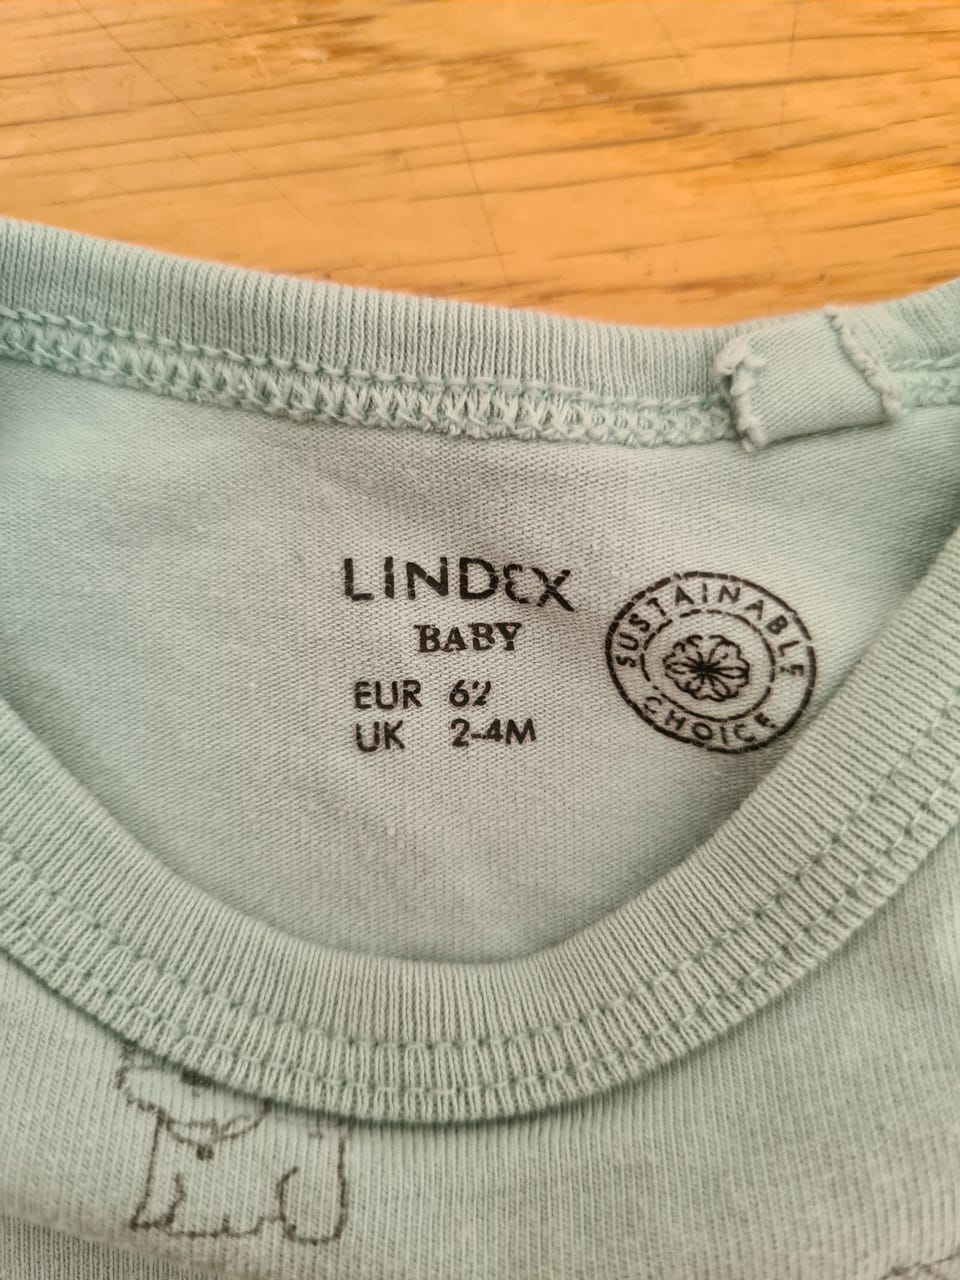 LINDEX
BABY
EUR 62
UK 2-4M
SUSTAINABLE
CHOICE